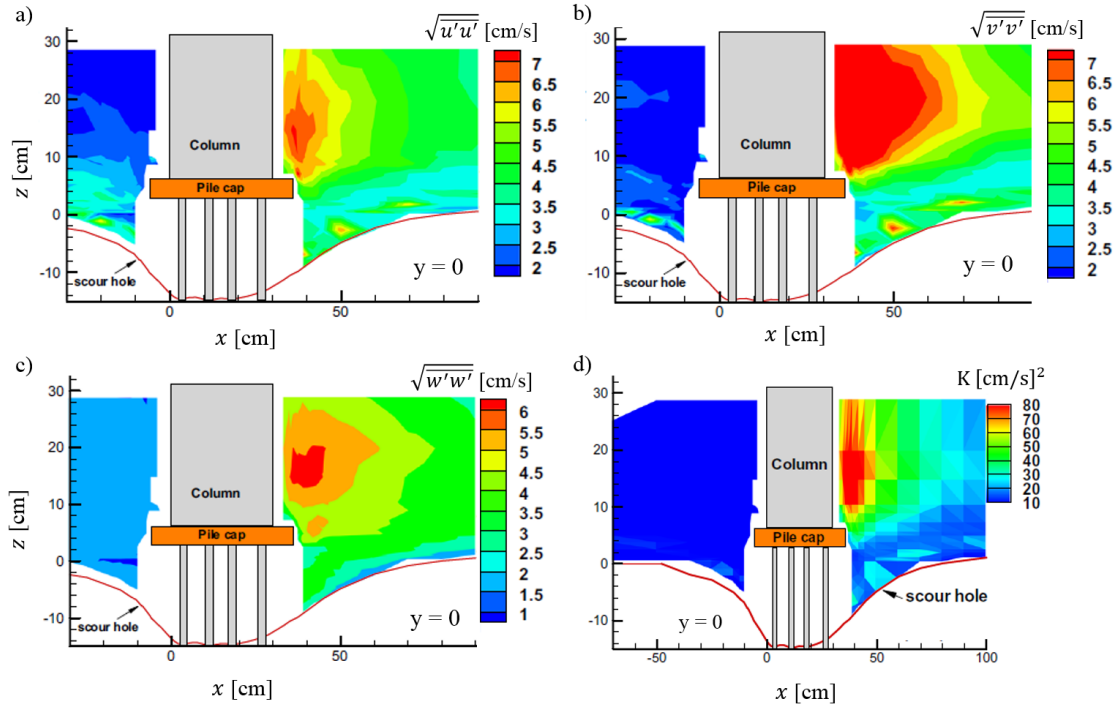 a)
√u'u' [cm/s]
30
20
10
0
-10
z [cm]
Column
Pile cap
scour hole
y = 0
0
50
x [cm]
7
6.5
6
5.5
5
4.5
4
3.5
3
2.5
2
b)
√v'v' [cm/s]
30
20
10
0
-10
Column
Pile cap
scour hole
y = 0
0
50
x [cm]
7
6.5
6
5.5
5
4.5
4
3.5
3
2.5
2
c)
√w'w' [cm/s]
30
20
10
0
-10
z [cm]
Column
Pile cap
scour hole
y = 0
0
50
x [cm]
6
5.5
5
4.5
4
3.5
3
2.5
2
1.5
1
d)
K [cm/s]²
30
20
10
0
-10
Column
Pile cap
scour hole
y = 0
-50
0
50
100
x [cm]
80
70
60
50
40
30
20
10